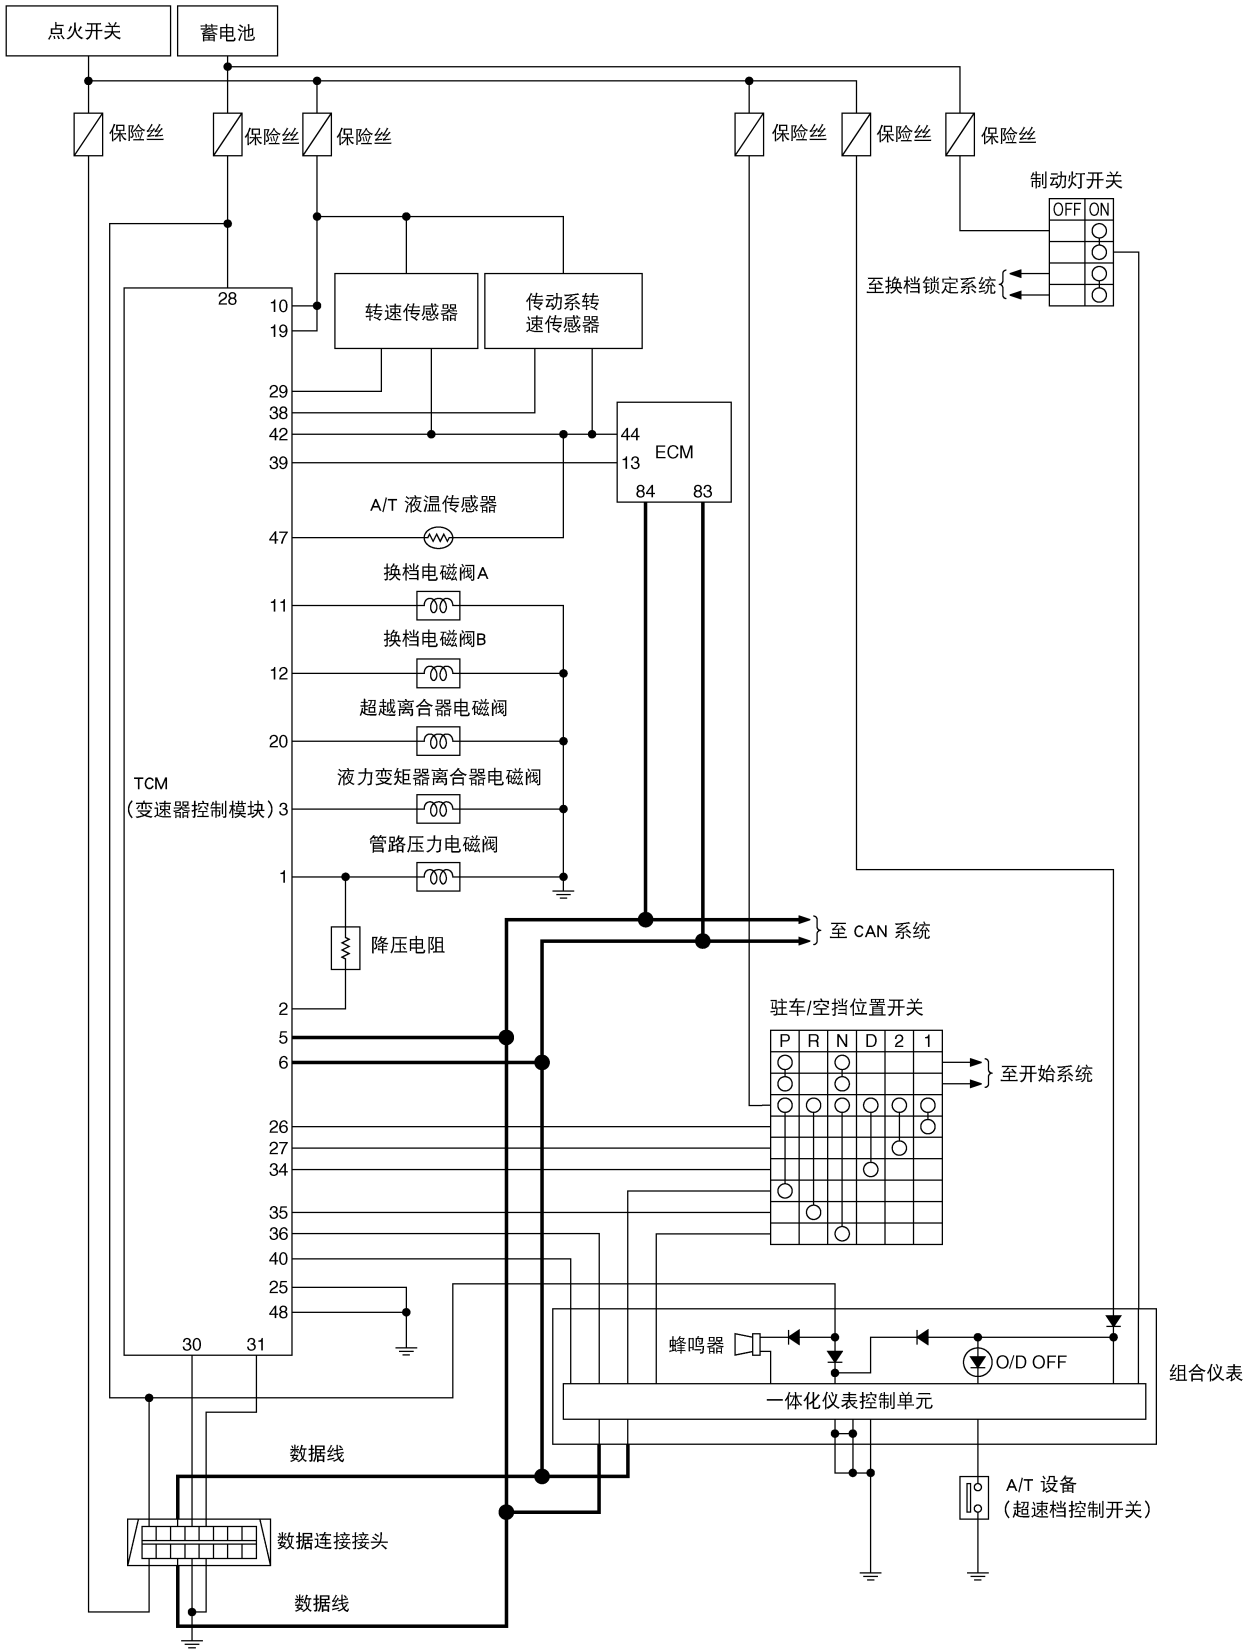 点火开关
蓄电池
保险丝
保险丝
保险丝
保险丝
保险丝
保险丝
制动灯开关
OFF ON
至换档锁定系统
28
10
19
转速传感器
传动系转
速传感器
29
38
42
39
44
13
ECM
84 83
A/T 液温传感器
47
换档电磁阀A
11
换档电磁阀B
12
超越离合器电磁阀
20
液力变矩器离合器电磁阀
TCM
(变速器控制模块)
3
管路压力电磁阀
1
降压电阻
至 CAN 系统
2
5
6
驻车/空挡位置开关
P R N D 2 1
至开始系统
26
27
34
35
36
40
25
48
30 31
蜂鸣器
O/D OFF
组合仪表
一体化仪表控制单元
数据线
A/T 设备
(超速档控制开关)
数据连接接头
数据线